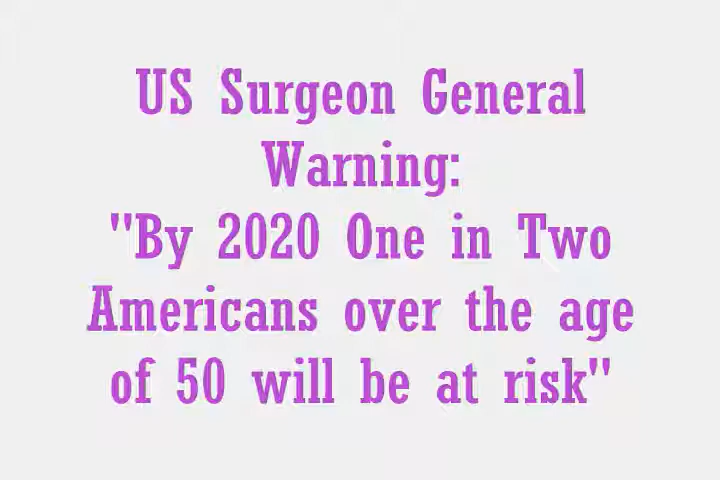 US Surgeon General
Warning:
"By 2020 One in Two
Americans over the age
of 50 will be at risk"